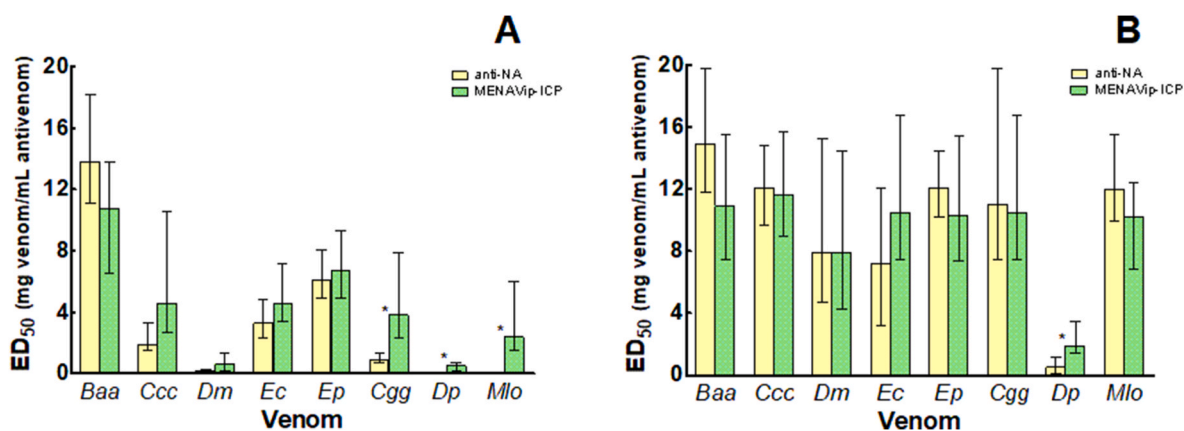 A
20
16
12
8
4
0
ED50 (mg venom/mL antivenom)
anti-NA
MENAVip-ICP
*
*
*
Baa Ccc Dm Ec Ep Cgg Dp Mlo
Venom
B
20
16
12
8
4
0
ED50 (mg venom/mL antivenom)
anti-NA
MENAVip-ICP
*
Baa Ccc Dm Ec Ep Cgg Dp Mlo
Venom